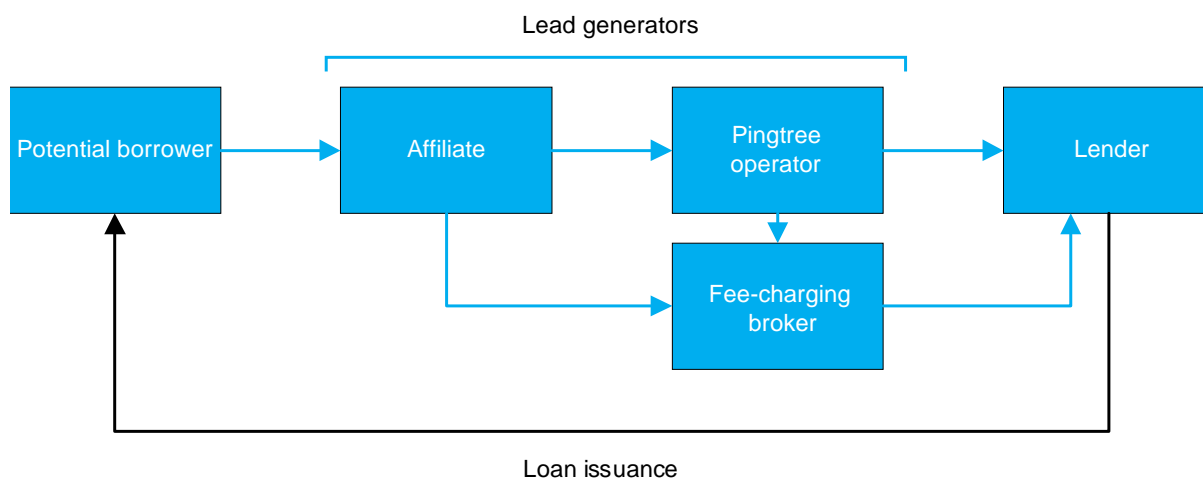 Lead generators
Potential borrower
Affiliate
Pingtree
operator
Lender
Fee-charging
broker
Loan issuance